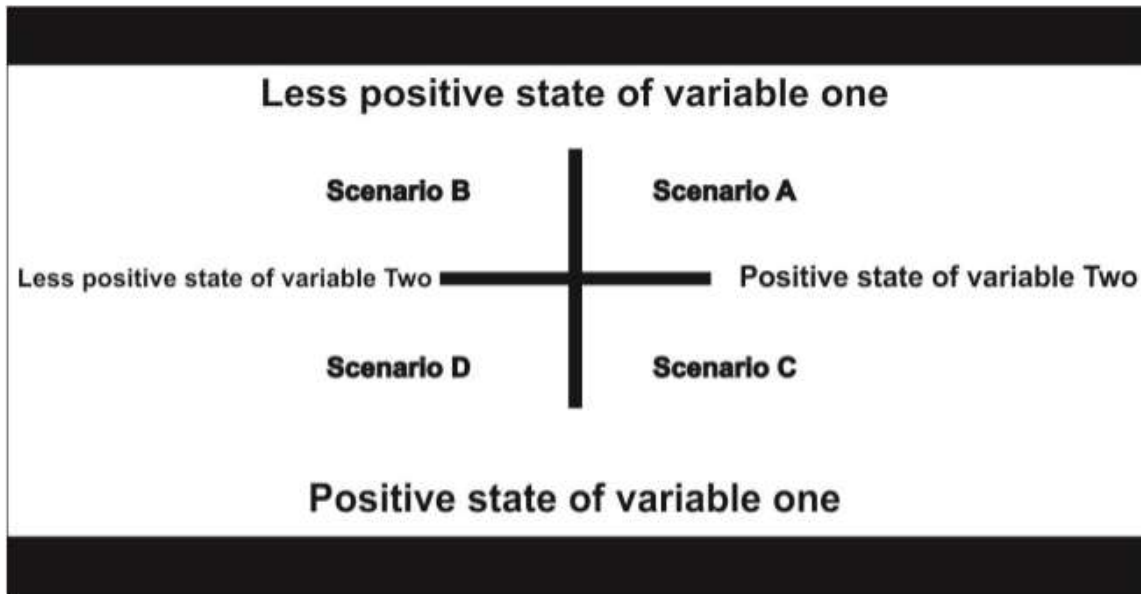 Less positive state of variable one
Scenario B Scenario A
Less positive state of variable Two Positive state of variable Two
Scenario D Scenario C
Positive state of variable one